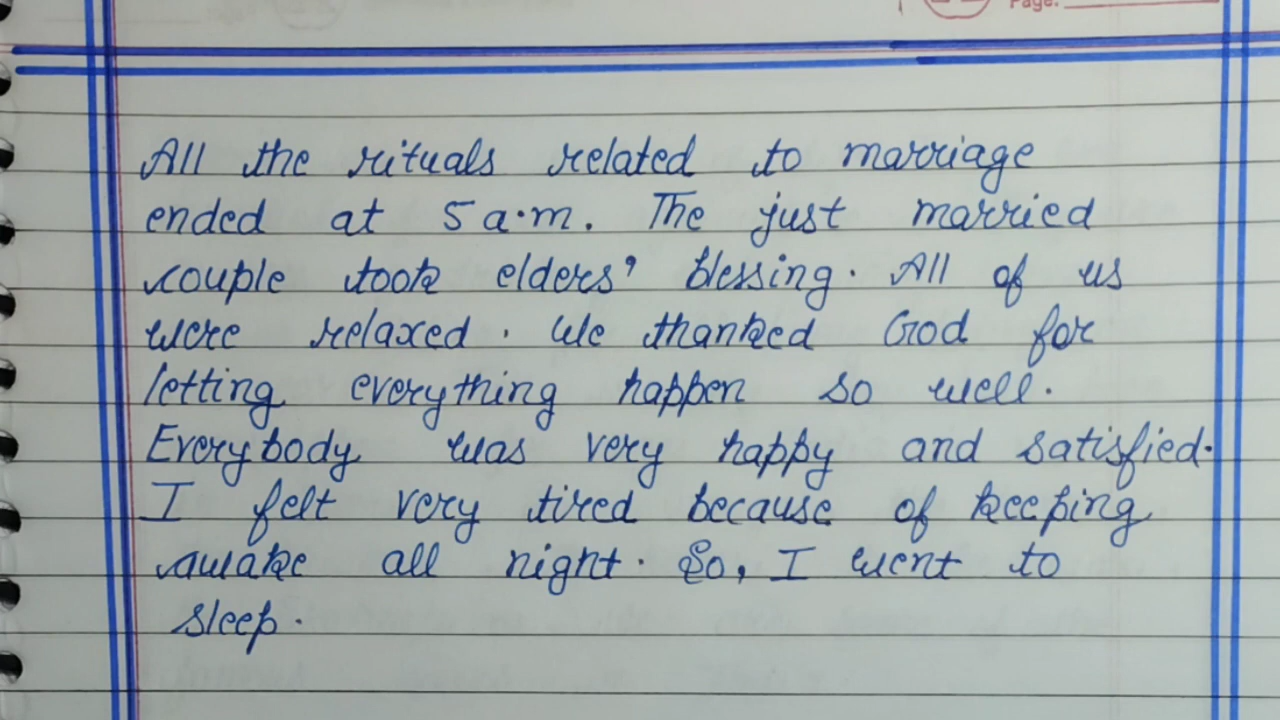 Page:
All the rituals related to marriage
ended at 5 a.m. The just married
couple took elders' blessing. All of us
were relaxed. We thanked God for
letting everything happen so well.
Everybody was very happy and satisfied.
I felt very tired because of keeping
awake all night. So, I went to
sleep.